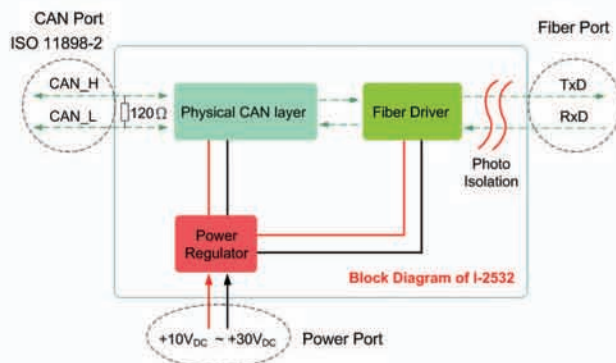 CAN Port
ISO 11898-2
Fiber Port
CAN_H
CAN_L
120Ω
Physical CAN layer
Fiber Driver
TxD
RxD
Photo
Isolation
Power
Regulator
Block Diagram of I-2532
+10VDC ~ +30VDC
Power Port